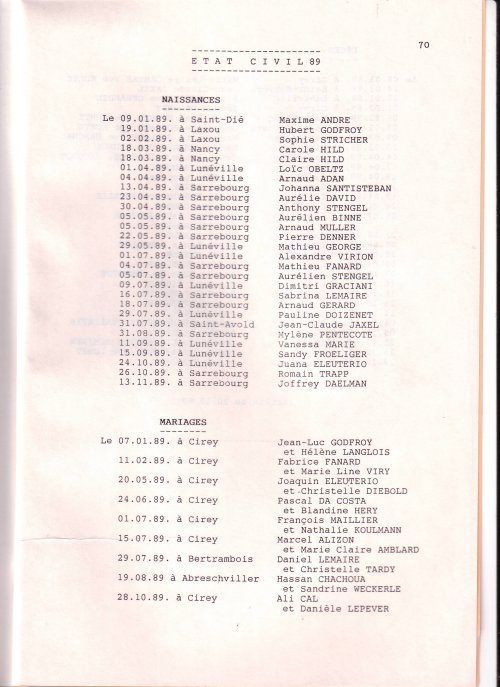 70
ETAT CIVIL 89
NAISSANCES
Le 09.01.89. à Saint-Dié Maxime ANDRE
19.01.89. à Laxou Hubert GODFROY
02.02.89. à Laxou Sophie STRICHER
18.03.89. à Nancy Carole HILD
18.03.89. à Nancy Claire HILD
01.04.89. à Lunéville Loïc OBELTZ
04.04.89. à Lunéville Arnaud ADAN
13.04.89. à Sarrebourg Johanna SANTISTEBAN
23.04.89. à Sarrebourg Aurélie DAVID
30.04.89. à Sarrebourg Anthony STENGEL
05.05.89. à Sarrebourg Aurélien BINNE
05.05.89. à Sarrebourg Arnaud MULLER
22.05.89. à Sarrebourg Pierre DENNER
29.05.89. à Lunéville Mathieu GEORGE
01.07.89. à Lunéville Alexandre VIRION
04.07.89. à Sarrebourg Mathieu FANARD
05.07.89. à Sarrebourg Aurélien STENGEL
09.07.89. à Lunéville Dimitri GRACIANI
16.07.89. à Sarrebourg Sabrina LEMAIRE
18.07.89. à Sarrebourg Arnaud GERARD
29.07.89. à Lunéville Pauline DOIZENET
31.07.89. à Saint-Avold Jean-Claude JAXEL
31.08.89. à Sarrebourg Mylène PENTECOTE
11.09.89. à Lunéville Vanessa MARIE
15.09.89. à Lunéville Sandy FROELIGER
24.10.89. à Lunéville Juana ELEUTERIO
26.10.89. à Sarrebourg Romain TRAPP
13.11.89. à Sarrebourg Joffrey DAELMAN
MARIAGES
Le 07.01.89. à Cirey Jean-Luc GODFROY
et Hélène LANGLOIS
11.02.89. à Cirey Fabrice FANARD
et Marie Line VIRY
20.05.89. à Cirey Joaquin ELEUTERIO
et Christelle DIEBOLD
24.06.89. à Cirey Pascal DA COSTA
et Blandine HERY
01.07.89. à Cirey François MAILLIER
et Nathalie KOULMANN
15.07.89. à Cirey Marcel ALIZON
et Marie Claire AMBLARD
29.07.89. à Bertrambois Daniel LEMAIRE
et Christelle TARDY
19.08.89 à Abreschviller Hassan CHACHOUA
et Sandrine WECKERLE
28.10.89. à Cirey Ali CAL
et Danièle LEPEVER